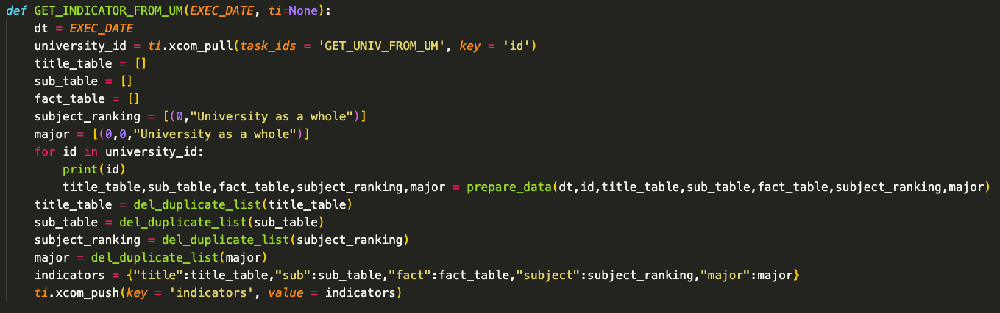 def GET_INDICATOR_FROM_UM(EXEC_DATE, ti=None):
    dt = EXEC_DATE
    university_id = ti.xcom_pull(task_ids = 'GET_UNIV_FROM_UM', key = 'id')
    title_table = []
    sub_table = []
    fact_table = []
    subject_ranking = [(0,"University as a whole")]
    major = [(0,0,"University as a whole")]
    for id in university_id:
        print(id)
        title_table,sub_table,fact_table,subject_ranking,major = prepare_data(dt,id,title_table,sub_table,fact_table,subject_ranking,major)
    title_table = del_duplicate_list(title_table)
    sub_table = del_duplicate_list(sub_table)
    subject_ranking = del_duplicate_list(subject_ranking)
    major = del_duplicate_list(major)
    indicators = {"title":title_table,"sub":sub_table,"fact":fact_table,"subject":subject_ranking,"major":major}
    ti.xcom_push(key = 'indicators', value = indicators)